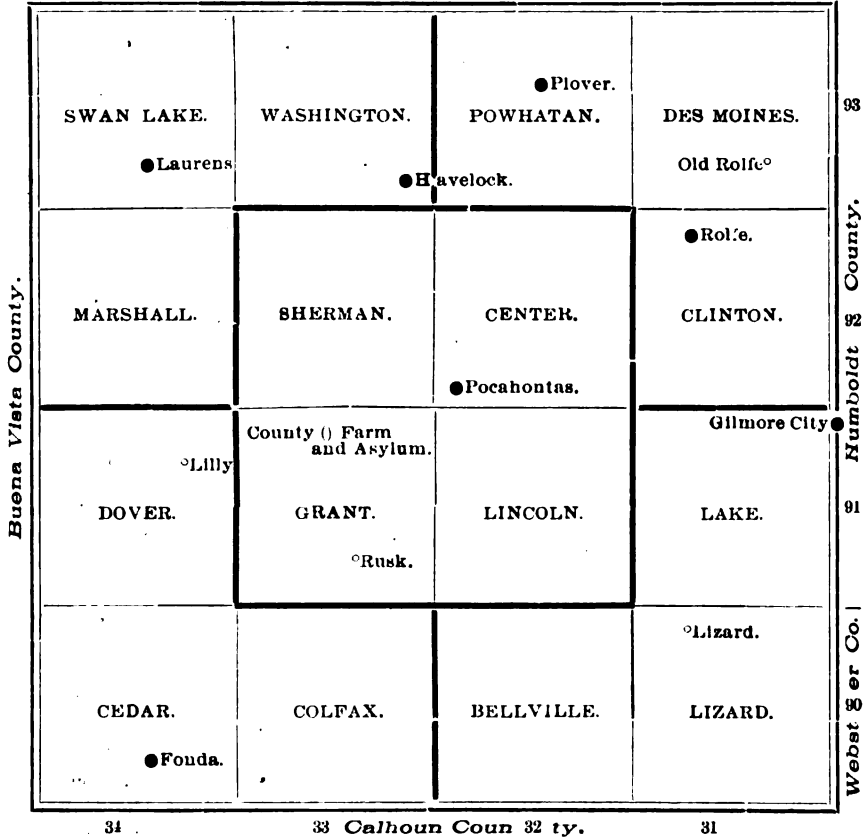 Plover.
93
SWAN LAKE. WASHINGTON. POWHATAN. DES MOINES.
Laurens
Old Rolfe
Havelock.
Rolfe.
Buena Vista County.
Humboldt County.
MARSHALL. SHERMAN. CENTER. CLINTON. 92
Pocahontas.
Gilmore City
County () Farm
and Asylum.
Lilly
DOVER. GRANT. LINCOLN. LAKE. 91
Rusk.
Lizard.
Webster Co.
CEDAR. COLFAX. BELLVILLE. LIZARD. 90
Fonda.
34 33 Calhoun Coun 32 ty. 31